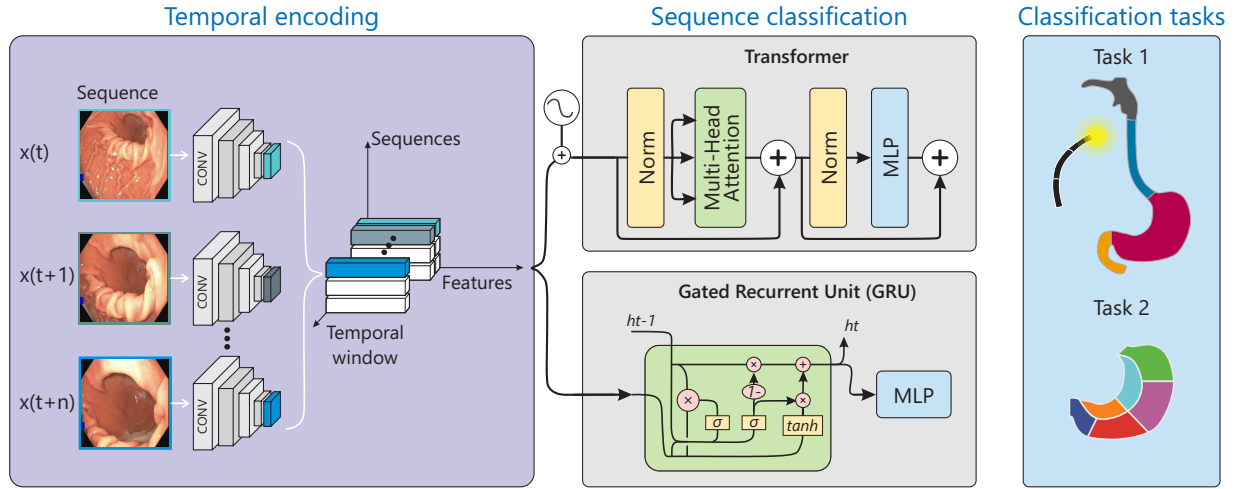 Temporal encoding
Sequence
x(t)
CONV
x(t+1)
CONV
x(t+n)
CONV
Sequences
Features
Temporal
window
Sequence classification
Transformer
Norm
Multi-Head
Attention
Norm
MLP
Gated Recurrent Unit (GRU)
ht-1
ht
1-
σ
σ
tanh
MLP
Classification tasks
Task 1
Task 2